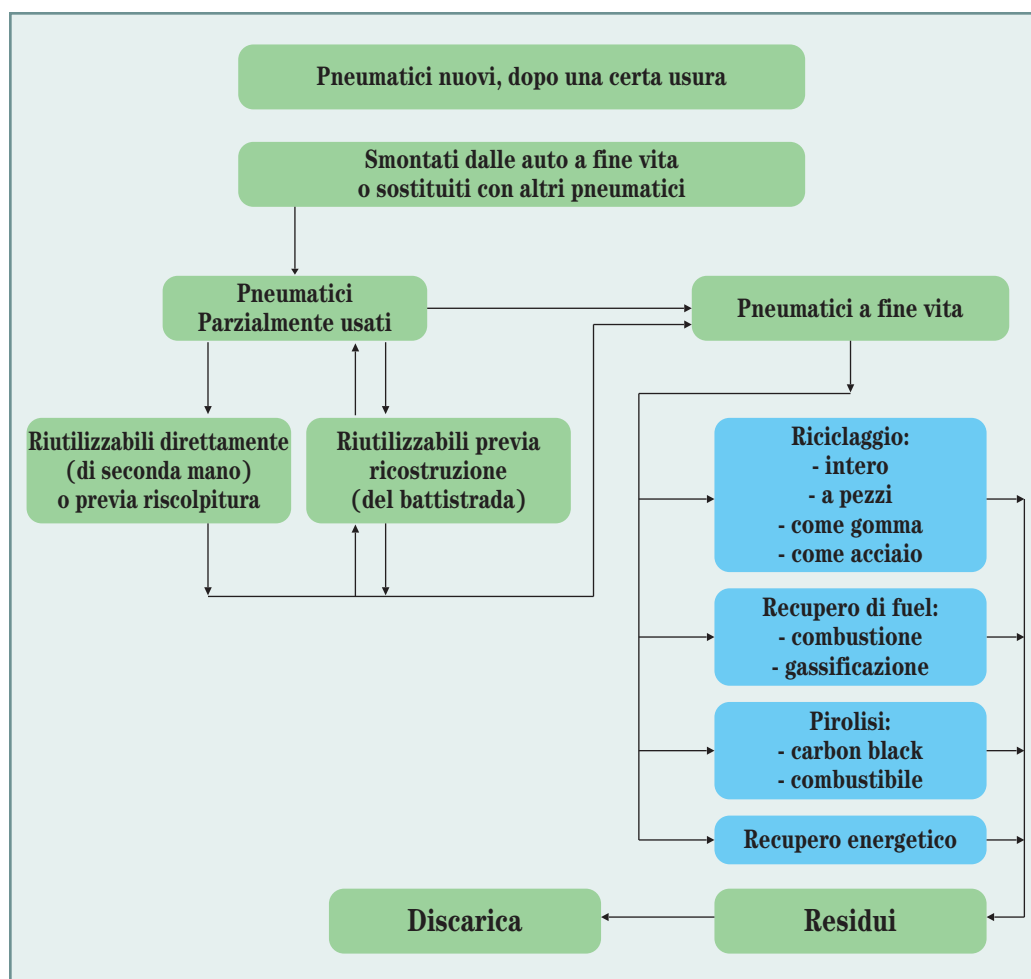 Pneumatici nuovi, dopo una certa usura
Smontati dalle auto a fine vita
o sostituiti con altri pneumatici
Pneumatici
Parzialmente usati
Pneumatici a fine vita
Riutilizzabili direttamente
(di seconda mano)
o previa riscolpitura
Riutilizzabili previa
ricostruzione
(del battistrada)
Riciclaggio:
- intero
- a pezzi
- come gomma
- come acciaio
Recupero di fuel:
- combustione
- gassificazione
Pirolisi:
- carbon black
- combustibile
Recupero energetico
Discarica
Residui